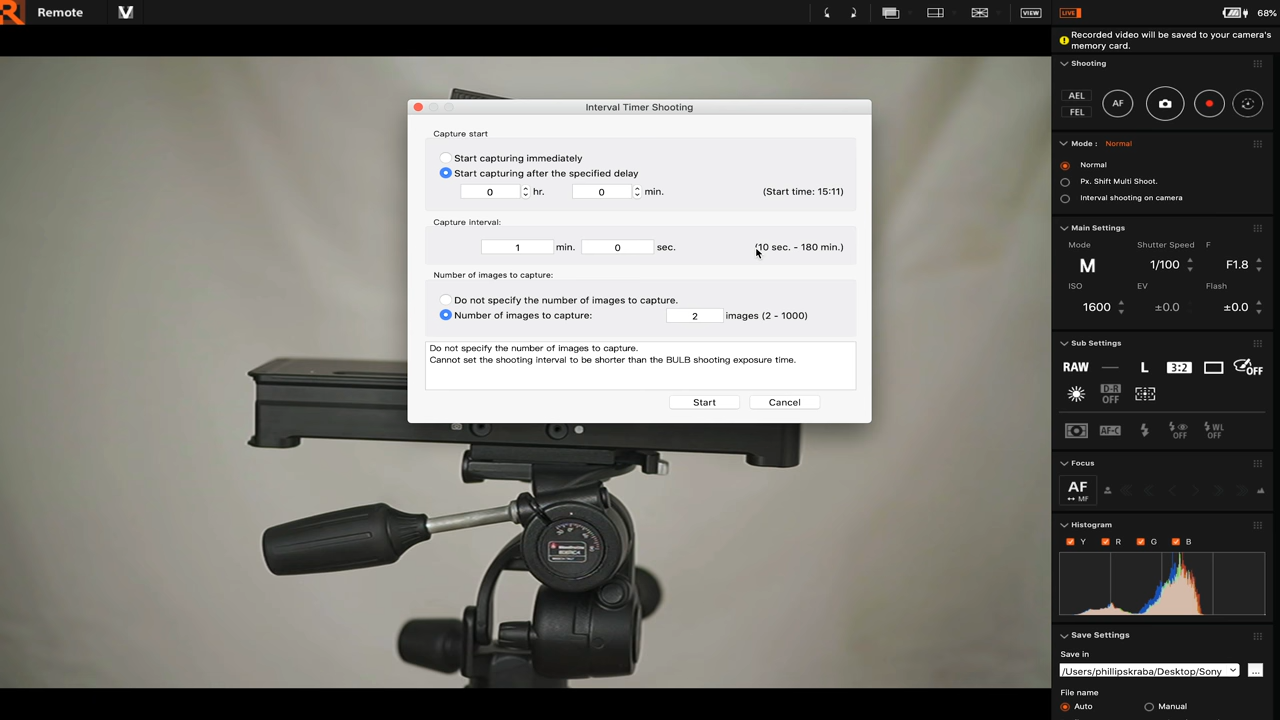 Remote
VIEW
LIVE
68%
Recorded video will be saved to your camera's
memory card.
Interval Timer Shooting
Capture start
Start capturing immediately
Start capturing after the specified delay
0 hr. 0 min. (Start time: 15:11)
Capture interval:
1 min. 0 sec. (10 sec. - 180 min.)
Number of images to capture:
Do not specify the number of images to capture.
Number of images to capture: 2 images (2 - 1000)
Do not specify the number of images to capture.
Cannot set the shooting interval to be shorter than the BULB shooting exposure time.
Start Cancel
Shooting
AEL
FEL
AF
Mode : Normal
Normal
Px. Shift Multi Shoot.
Interval shooting on camera
Main Settings
Mode Shutter Speed F
M 1/100 F1.8
ISO EV Flash
1600 ±0.0 ±0.0
Sub Settings
RAW L 3:2 OFF
D-R
OFF
AF-C OFF WL
OFF
Focus
AF
↔ MF
Histogram
Y R G B
Save Settings
Save in
/Users/phillipskraba/Desktop/Sony ...
File name
Auto Manual